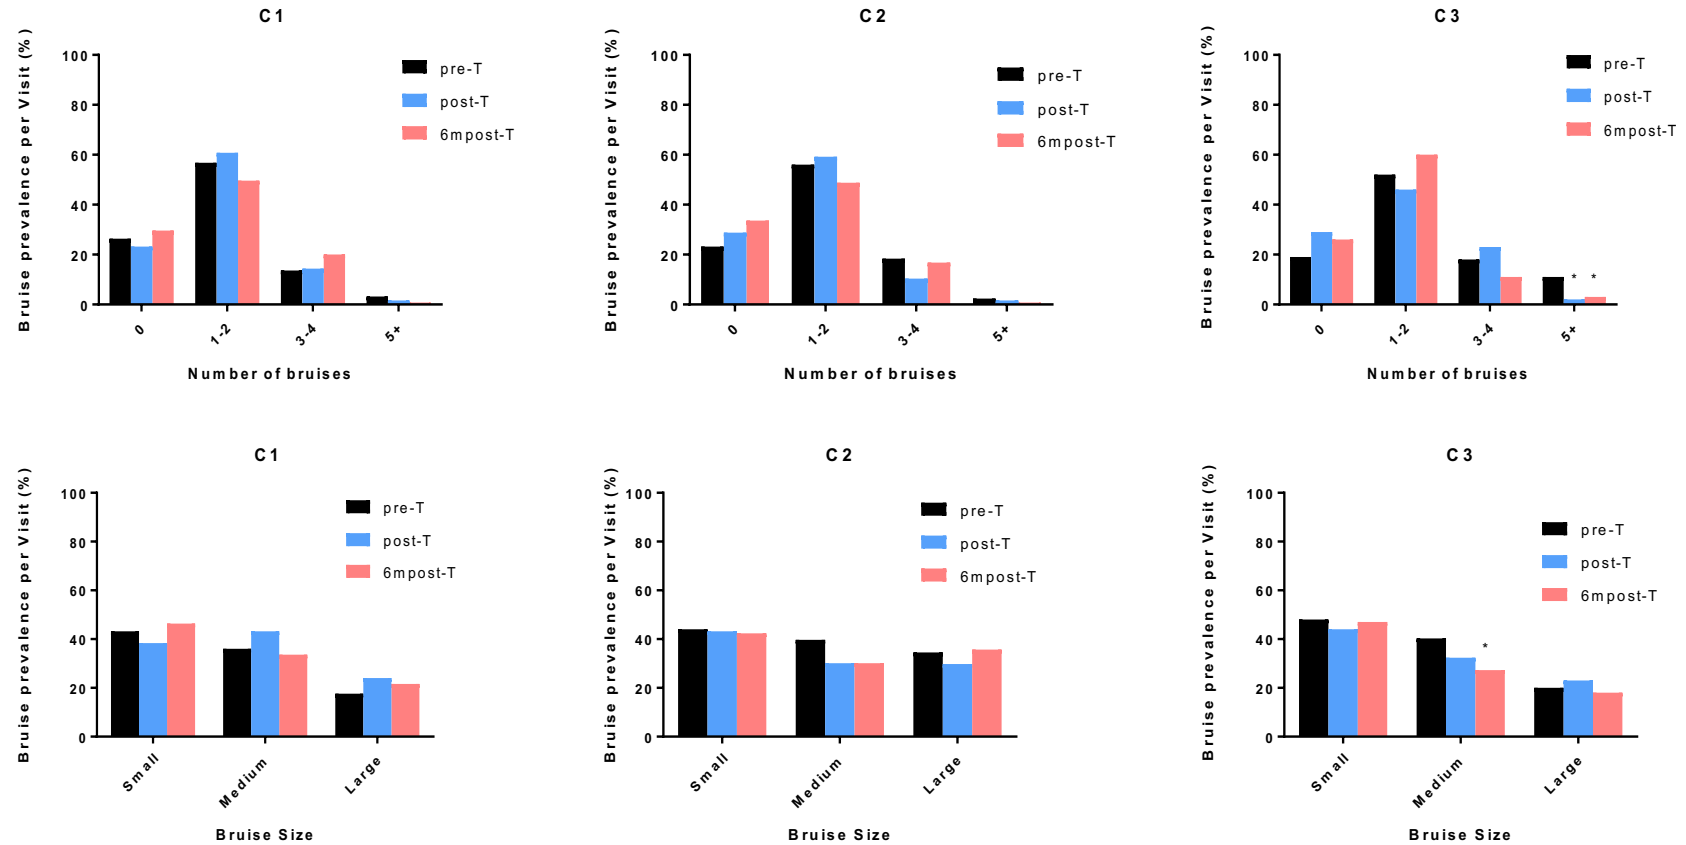 C1
Bruise prevalence per Visit (%)
100
80
60
40
20
0
pre-T
post-T
6mpost-T
0
1-2
3-4
5+
Number of bruises
C2
Bruise prevalence per Visit (%)
100
80
60
40
20
0
pre-T
post-T
6mpost-T
0
1-2
3-4
5+
Number of bruises
C3
Bruise prevalence per Visit (%)
100
80
60
40
20
0
pre-T
post-T
6mpost-T
* *
0
1-2
3-4
5+
Number of bruises
C1
Bruise prevalence per Visit (%)
100
80
60
40
20
0
pre-T
post-T
6mpost-T
Small
Medium
Large
Bruise Size
C2
Bruise prevalence per Visit (%)
100
80
60
40
20
0
pre-T
post-T
6mpost-T
Small
Medium
Large
Bruise Size
C3
Bruise prevalence per Visit (%)
100
80
60
40
20
0
pre-T
post-T
6mpost-T
*
Small
Medium
Large
Bruise Size